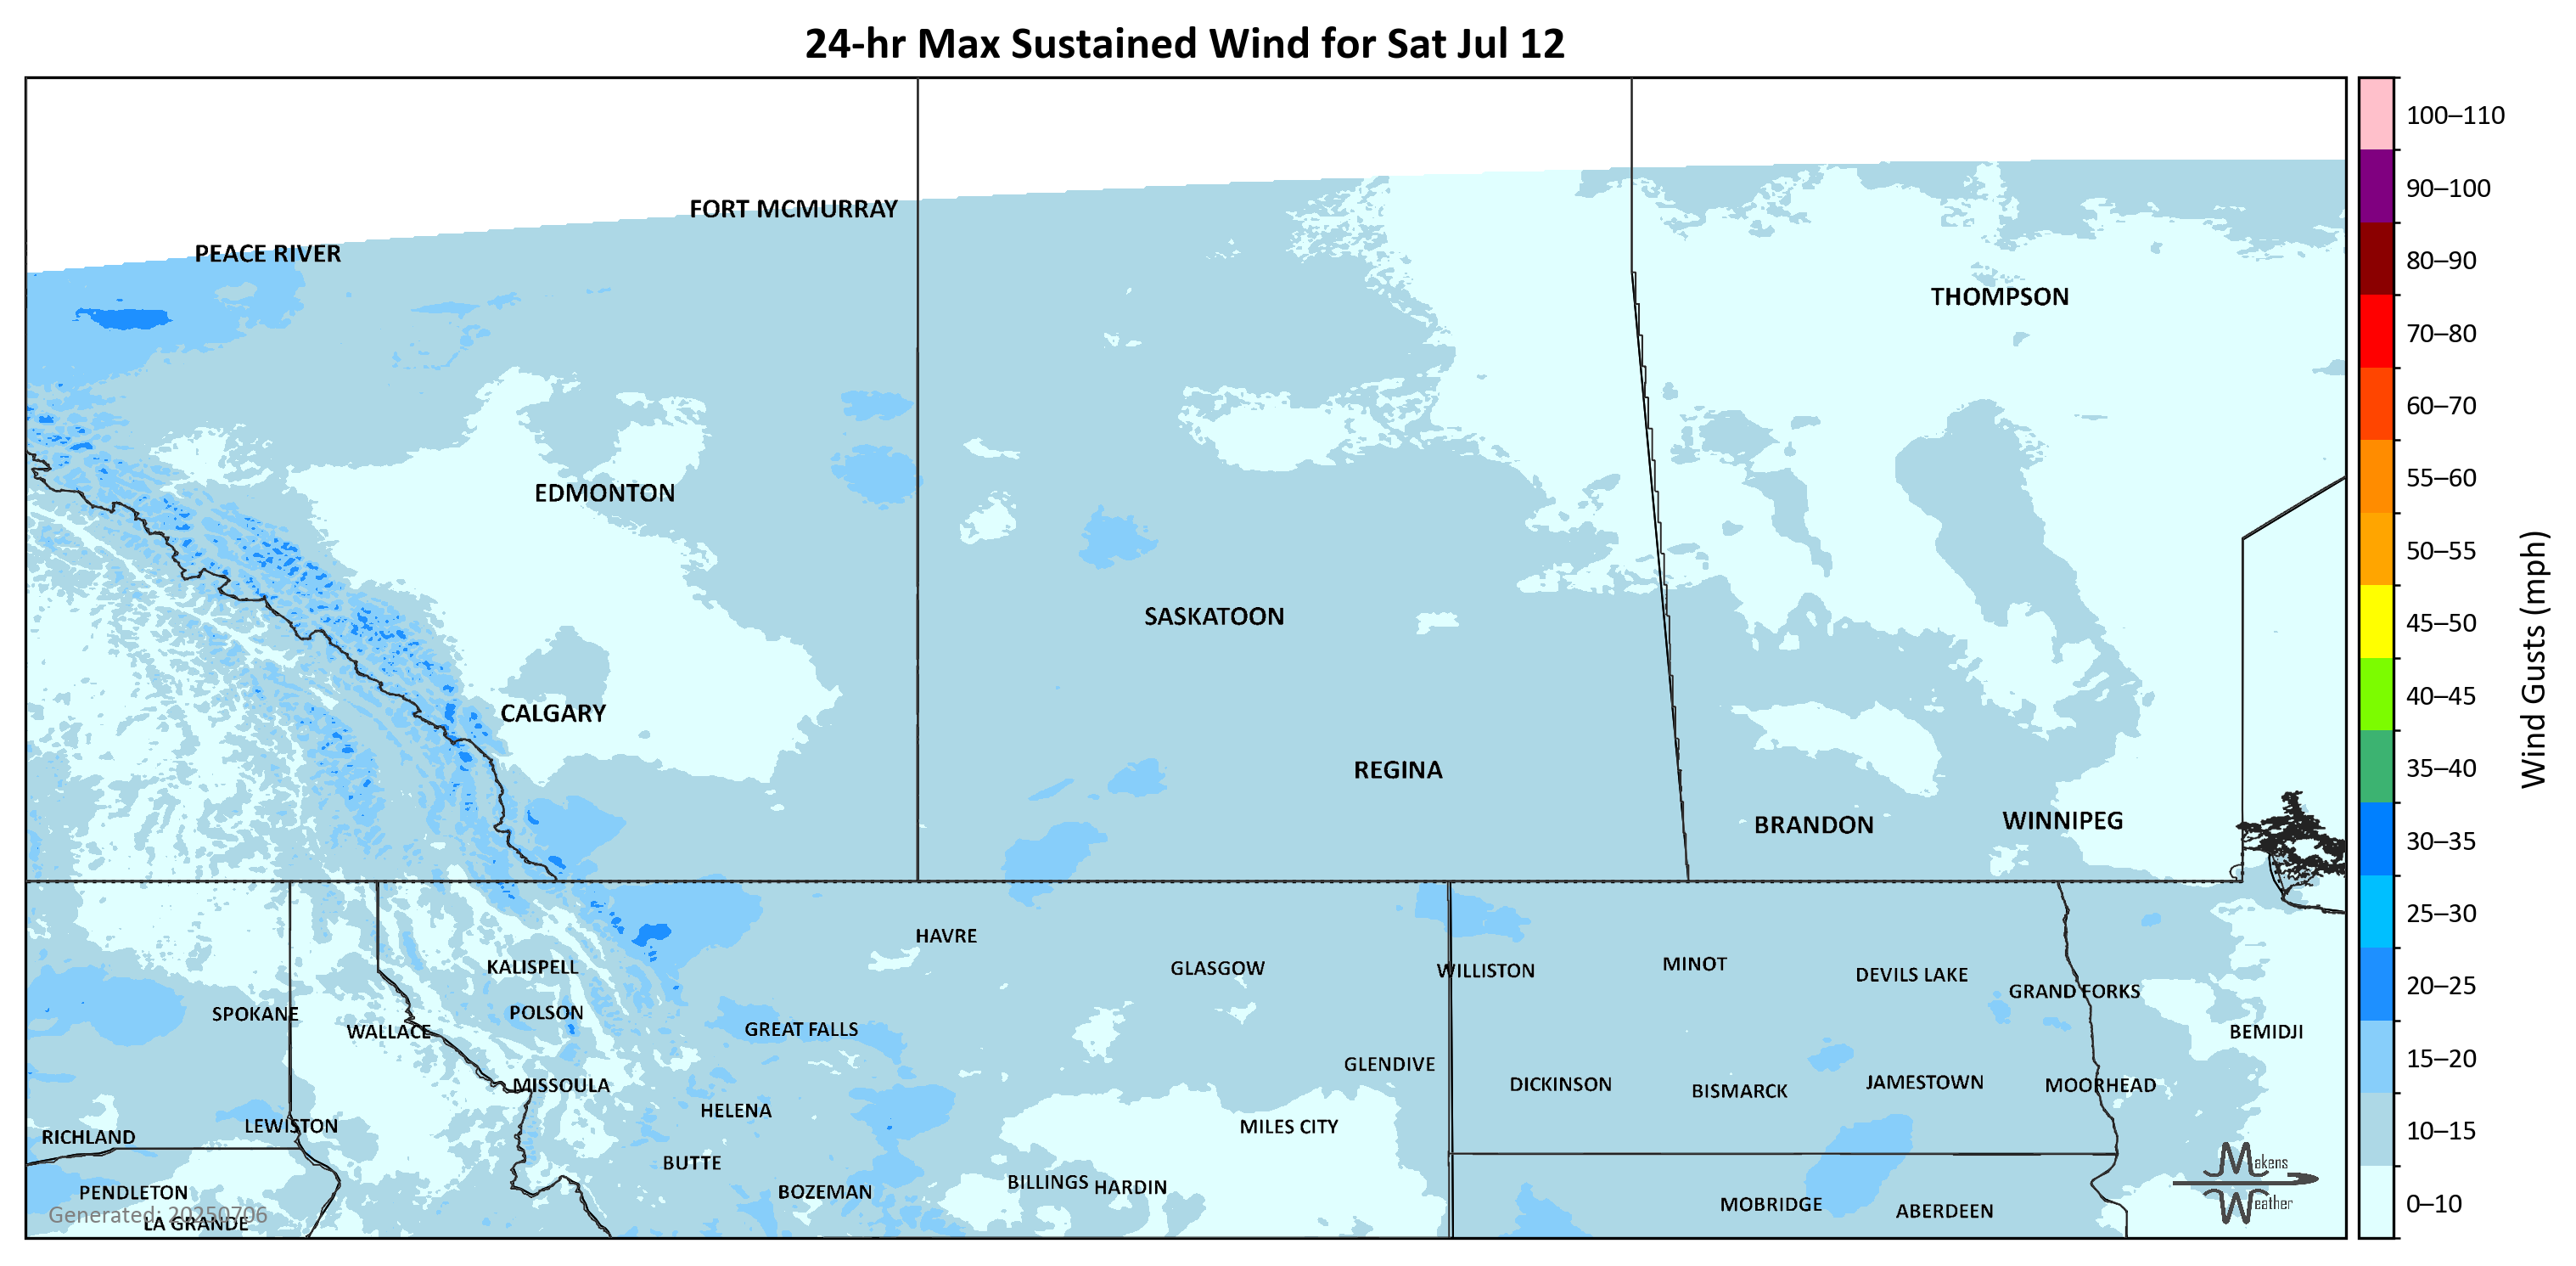 24-hr Max Sustained Wind for Sat Jul 12
100–110
FORT MCMURRAY
90–100
PEACE RIVER
80–90
THOMPSON
70–80
60–70
EDMONTON
55–60
50–55
SASKATOON
45–50
Wind Gusts (mph)
CALGARY
40–45
REGINA
35–40
BRANDON
WINNIPEG
30–35
HAVRE
25–30
KALISPELL
GLASGOW
WILLISTON
MINOT
DEVILS LAKE
GRAND FORKS
20–25
SPOKANE
POLSON
WALLACE
GREAT FALLS
BEMIDJI
GLENDIVE
15–20
MISSOULA
DICKINSON
BISMARCK
JAMESTOWN
MOORHEAD
HELENA
LEWISTON
MILES CITY
RICHLAND
10–15
BUTTE
Makens
PENDLETON
BOZEMAN
BILLINGS
HARDIN
MOBRIDGE
ABERDEEN
Weather
0–10
Generated: 20250706
LA GRANDE